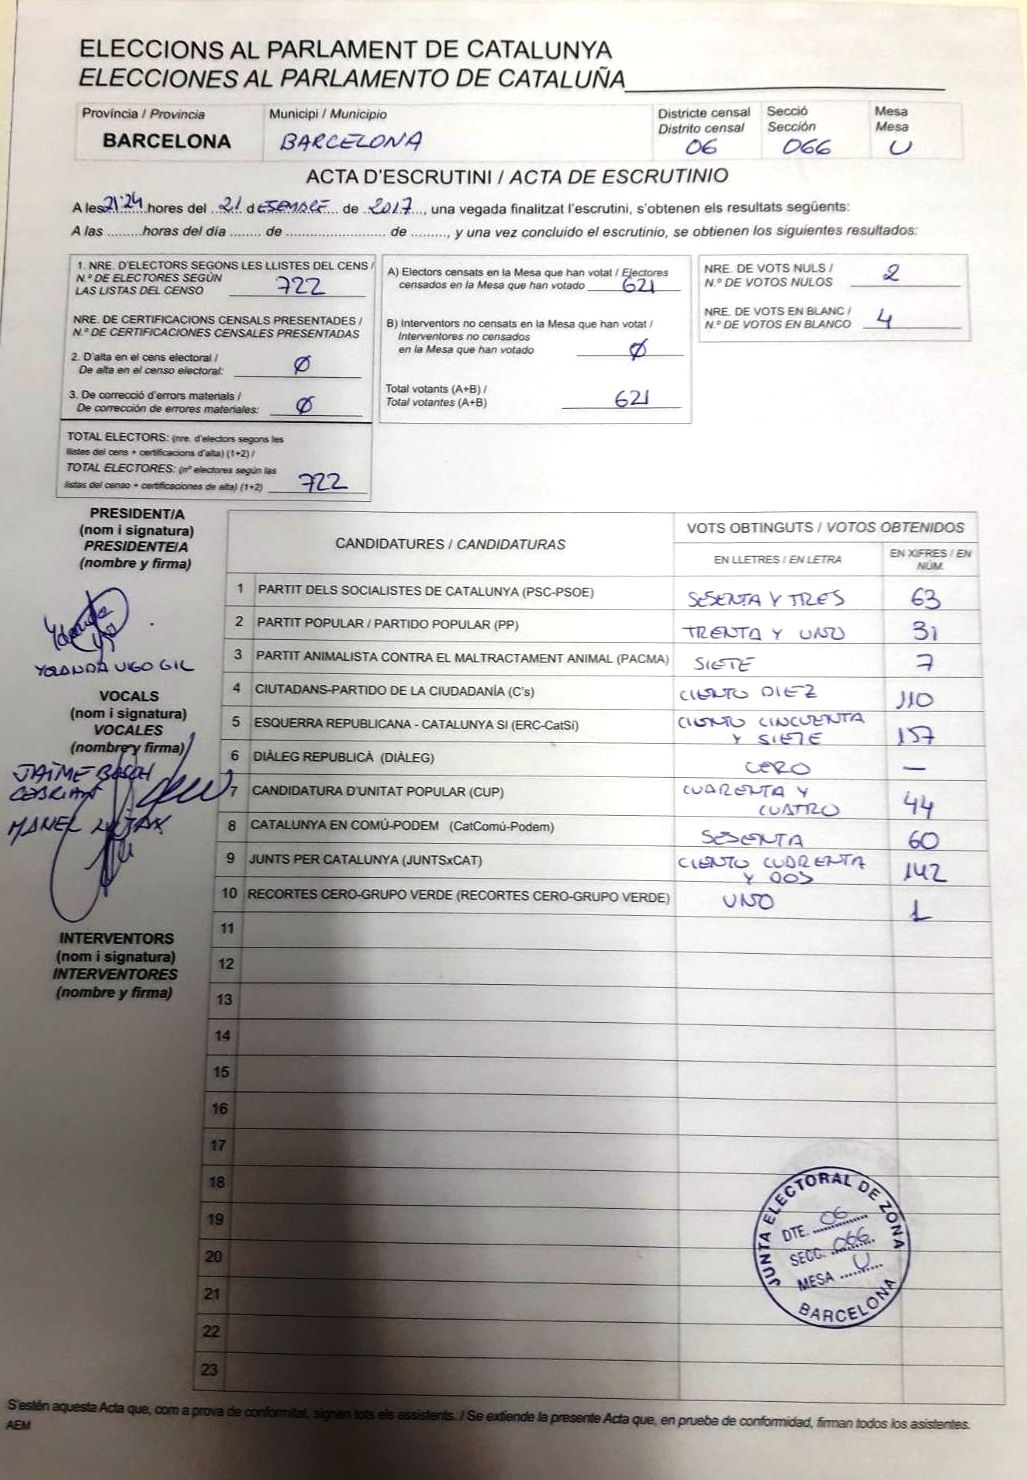 ELECCIONS AL PARLAMENT DE CATALUNYA
ELECCIONES AL PARLAMENTO DE CATALUÑA
Província / Provincia
BARCELONA
Municipi / Municipio
BARCELONA
Districte censal
Distrito censal
06
Secció
Sección
066
Mesa
Mesa
U
ACTA D'ESCRUTINI / ACTA DE ESCRUTINIO
A les 21:24 hores del 21 d DESEMBRE de 2017, una vegada finalitzat l'escrutini, s'obtenen els resultats següents:
A las .........horas del día ........ de ........................... de ........., y una vez concluido el escrutinio, se obtienen los siguientes resultados:
1. NRE. D'ELECTORS SEGONS LES LLISTES DEL CENS /
N.º DE ELECTORES SEGÚN
LAS LISTAS DEL CENSO 722
NRE. DE CERTIFICACIONS CENSALS PRESENTADES /
N.º DE CERTIFICACIONES CENSALES PRESENTADAS
2. D'alta en el cens electoral /
De alta en el censo electoral: Ø
3. De correcció d'errors materials /
De corrección de errores materiales: Ø
TOTAL ELECTORS: (nre. d'electors segons les
llistes del cens + certificacions d'alta) (1+2) /
TOTAL ELECTORES: (nº electores según las
listas del censo + certificaciones de alta) (1+2) 722
A) Electors censats en la Mesa que han votat / Electores
censados en la Mesa que han votado 621
B) Interventors no censats en la Mesa que han votat /
Interventores no censados
en la Mesa que han votado Ø
Total votants (A+B) /
Total votantes (A+B) 621
NRE. DE VOTS NULS /
N.º DE VOTOS NULOS 2
NRE. DE VOTS EN BLANC /
N.º DE VOTOS EN BLANCO 4
PRESIDENT/A
(nom i signatura)
PRESIDENTE/A
(nombre y firma)
YOLANDA VIGO GIL
VOCALS
(nom i signatura)
VOCALES
(nombre y firma)
JAIME BOSCH
CEBRIAN
MANEL
INTERVENTORS
(nom i signatura)
INTERVENTORES
(nombre y firma)
CANDIDATURES / CANDIDATURAS
VOTS OBTINGUTS / VOTOS OBTENIDOS
EN LLETRES / EN LETRA
EN XIFRES / EN
NÚM.
1 PARTIT DELS SOCIALISTES DE CATALUNYA (PSC-PSOE) SESENTA Y TRES 63
2 PARTIT POPULAR / PARTIDO POPULAR (PP) TRENTA Y UNO 31
3 PARTIT ANIMALISTA CONTRA EL MALTRACTAMENT ANIMAL (PACMA) SIETE 7
4 CIUTADANS-PARTIDO DE LA CIUDADANÍA (C's) CIENTO DIEZ 110
5 ESQUERRA REPUBLICANA - CATALUNYA SI (ERC-CatSí) CIENTO CINCUENTA
Y SIETE 157
6 DIÀLEG REPUBLICÀ (DIÀLEG) CERO —
7 CANDIDATURA D'UNITAT POPULAR (CUP) CUARENTA Y
CUATRO 44
8 CATALUNYA EN COMÚ-PODEM (CatComú-Podem) SESENTA 60
9 JUNTS PER CATALUNYA (JUNTSxCAT) CIENTO CUARENTA
Y DOS 142
10 RECORTES CERO-GRUPO VERDE (RECORTES CERO-GRUPO VERDE) UNO 1
11
12
13
14
15
16
17
18
19
20
21
22
23
JUNTA ELECTORAL DE ZONA
DTE. 06
SECC. 066
MESA U
BARCELONA
S'estén aquesta Acta que, com a prova de conformitat, signen tots els assistents. / Se extiende la presente Acta que, en prueba de conformidad, firman todos los asistentes.
AEM